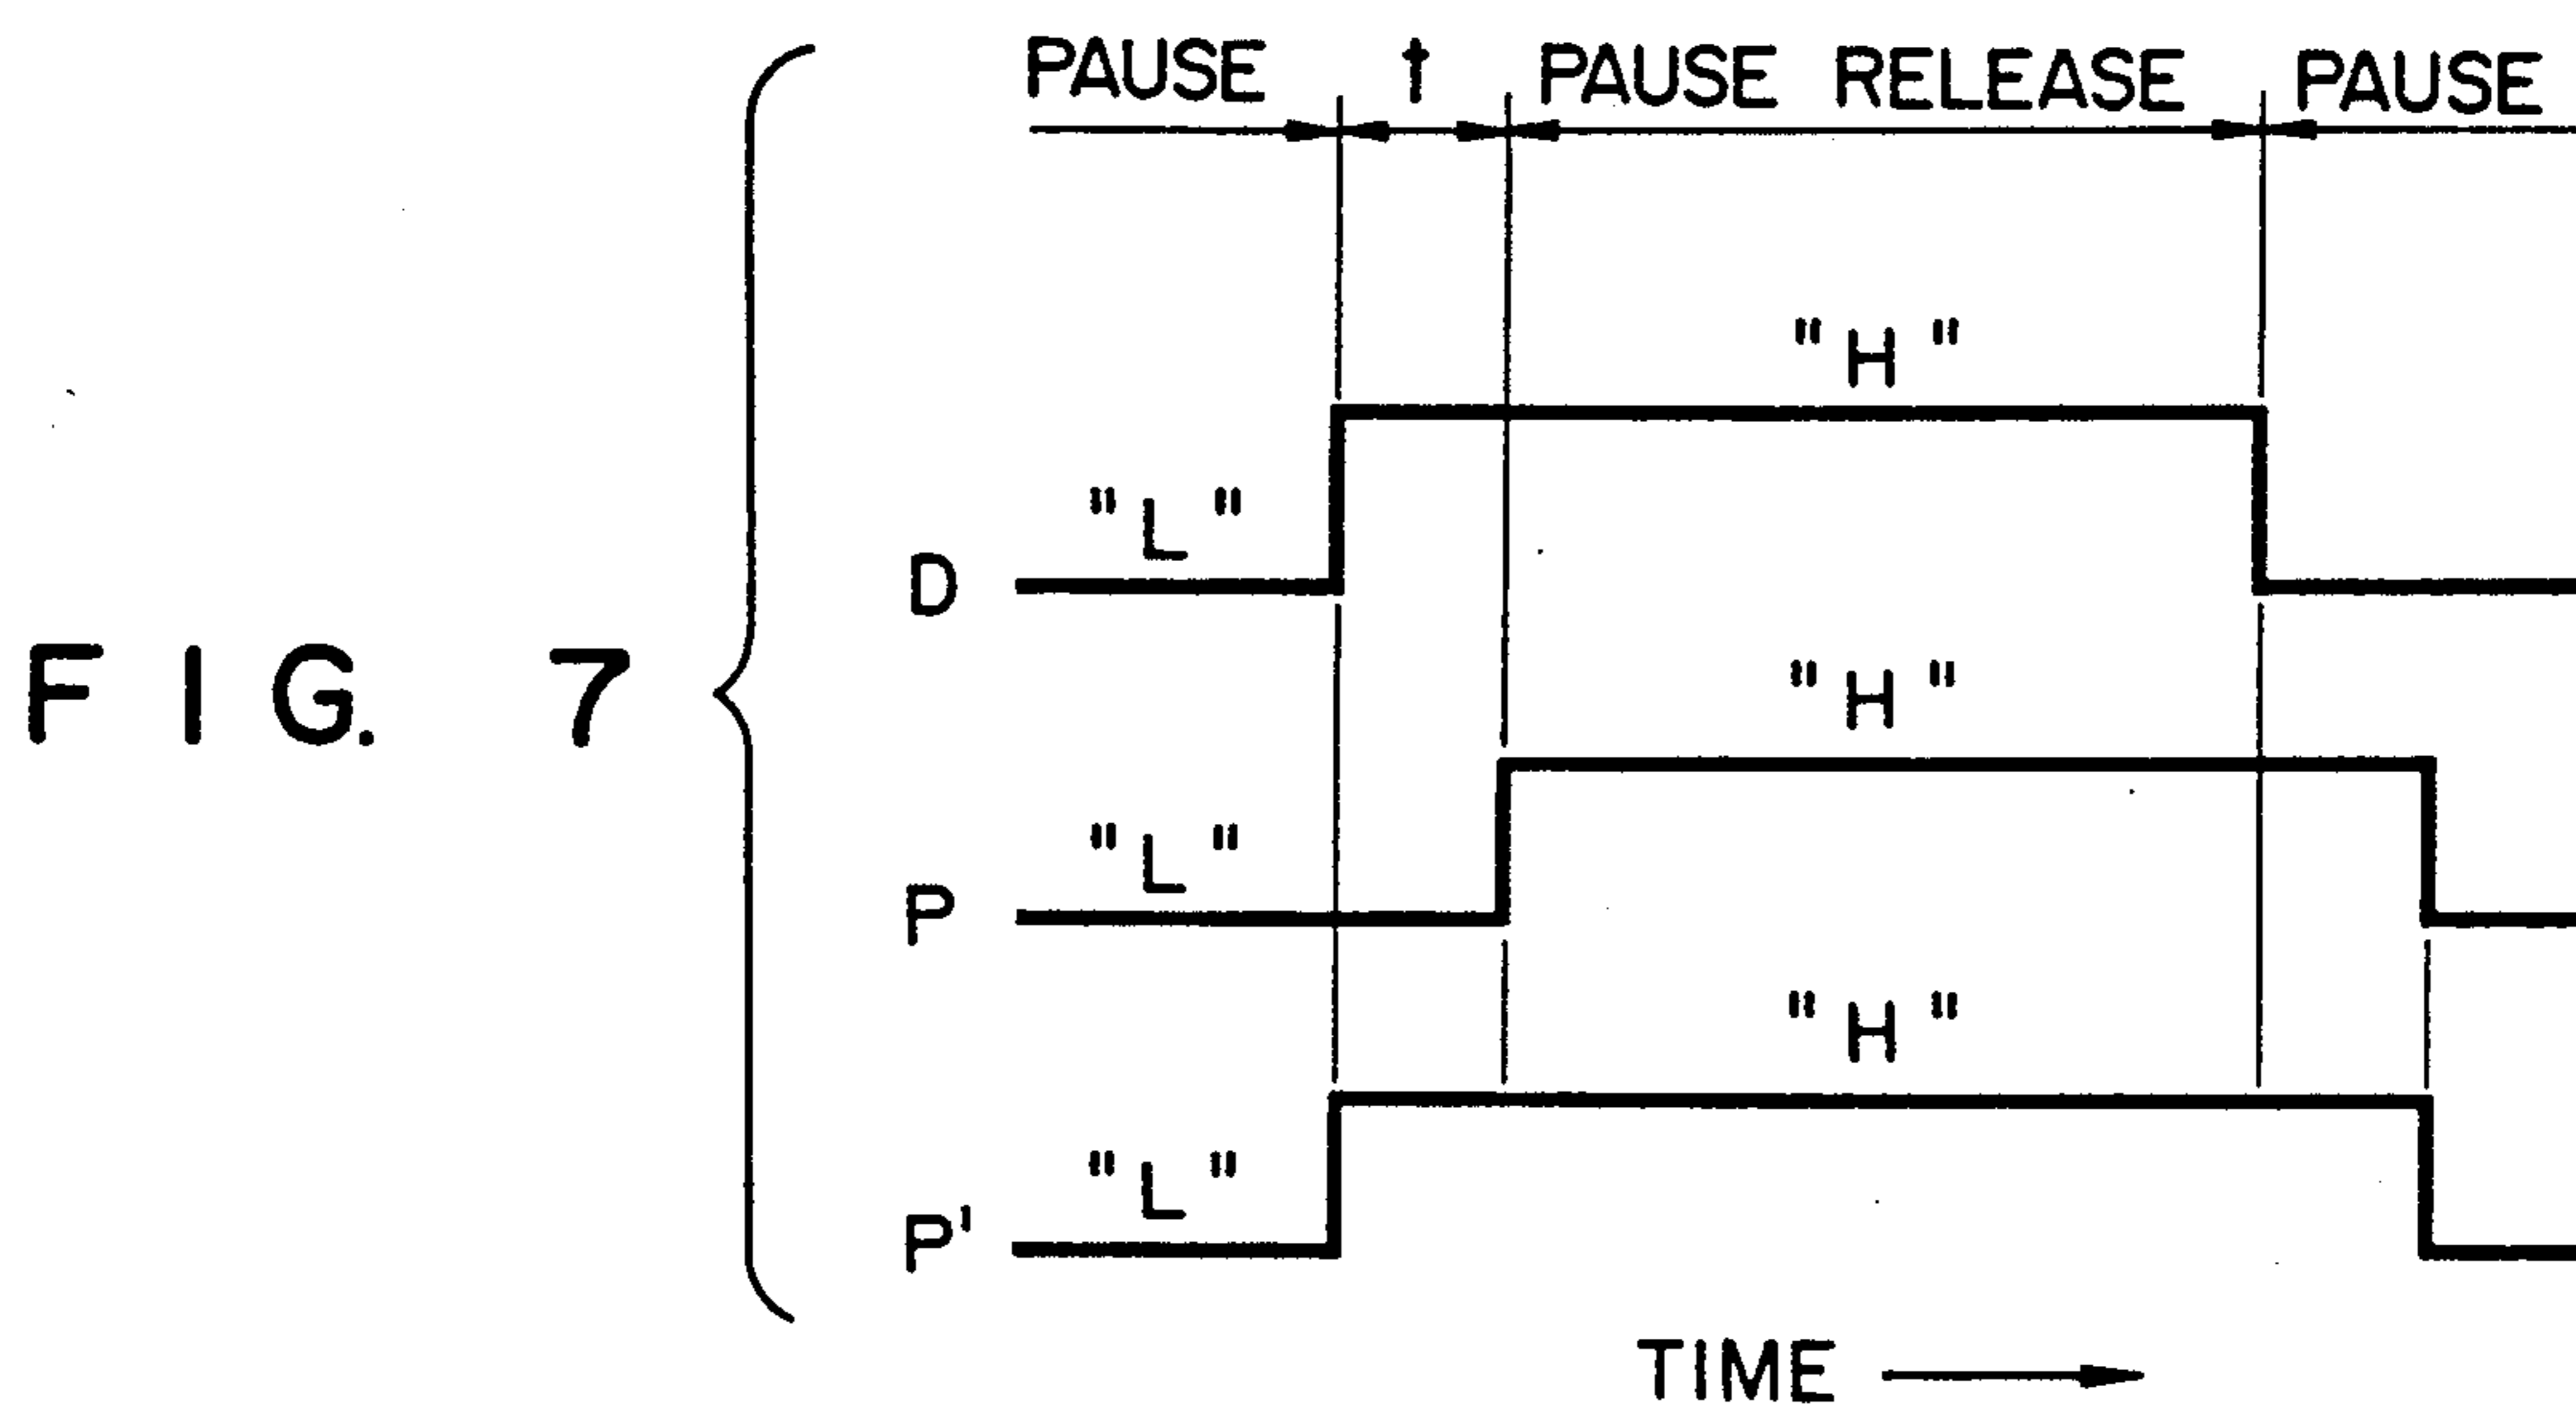 PAUSE t PAUSE RELEASE PAUSE
"H"
"L"
D
FIG. 7
"H"
"L"
P
"H"
"L"
P'
TIME